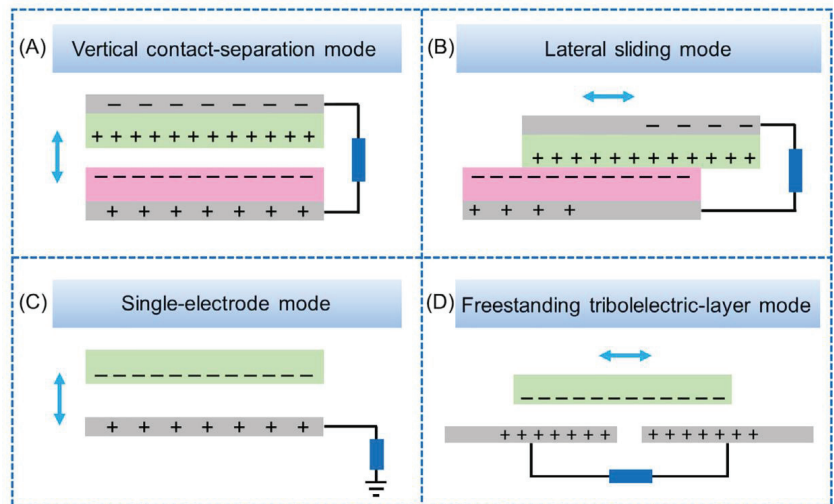 (A) Vertical contact-separation mode
(B) Lateral sliding mode
− − − − − − −
+ + + + + + + + + + +
− − − − − − − − − − −
+ + + + + + +
− − − −
+ + + + + + + + + + + +
− − − − − − − − − − − −
+ + + +
(C) Single-electrode mode
(D) Freestanding tribolelectric-layer mode
− − − − − − − − − − −
+ + + + + + +
− − − − − − − − − − − −
+ + + + + + + + + + + + + +